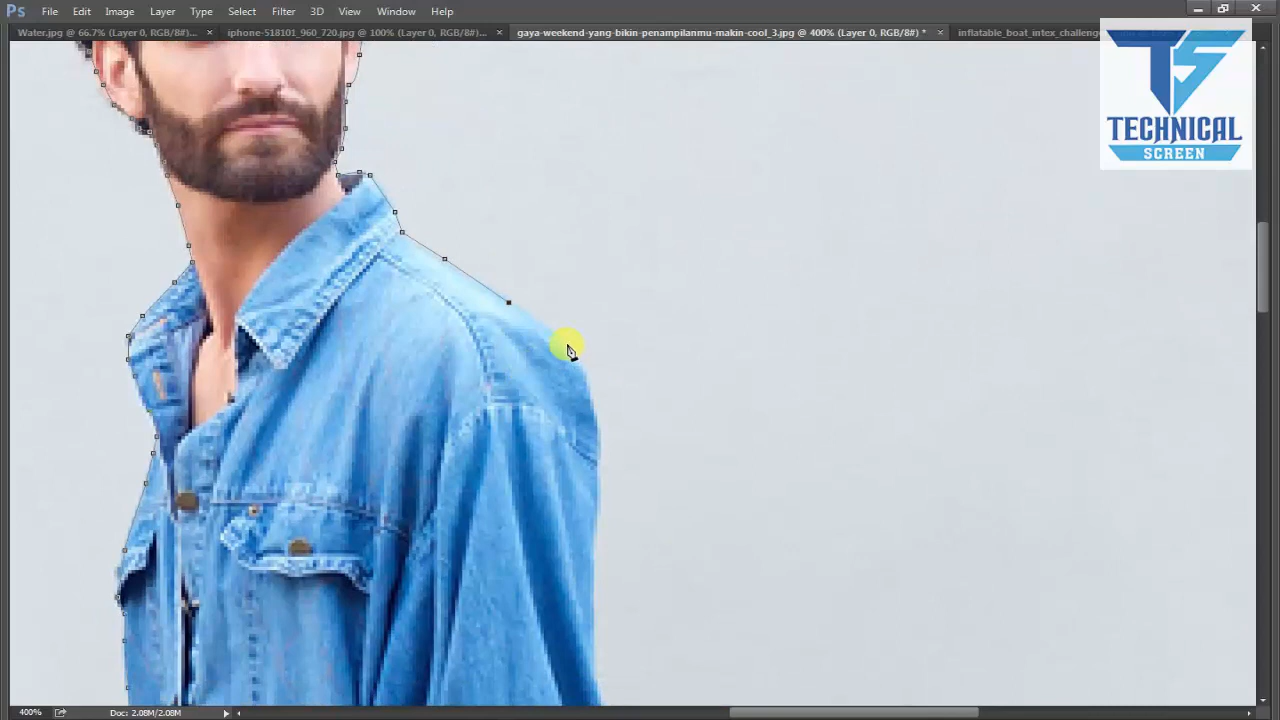 Ps File Edit Image Layer Type Select Filter 3D View Window Help
Water.jpg @ 66.7% (Layer 0, RGB/8#)... × iphone-518101_960_720.jpg @ 100% (Layer 0, RGB/8#)... × gaya-weekend-yang-bikin-penampilanmu-makin-cool_3.jpg @ 400% (Layer 0, RGB/8#) * × inflatable_boat_intex_challeng
TS
TECHNICAL
SCREEN
400% Doc: 2.08M/2.08M